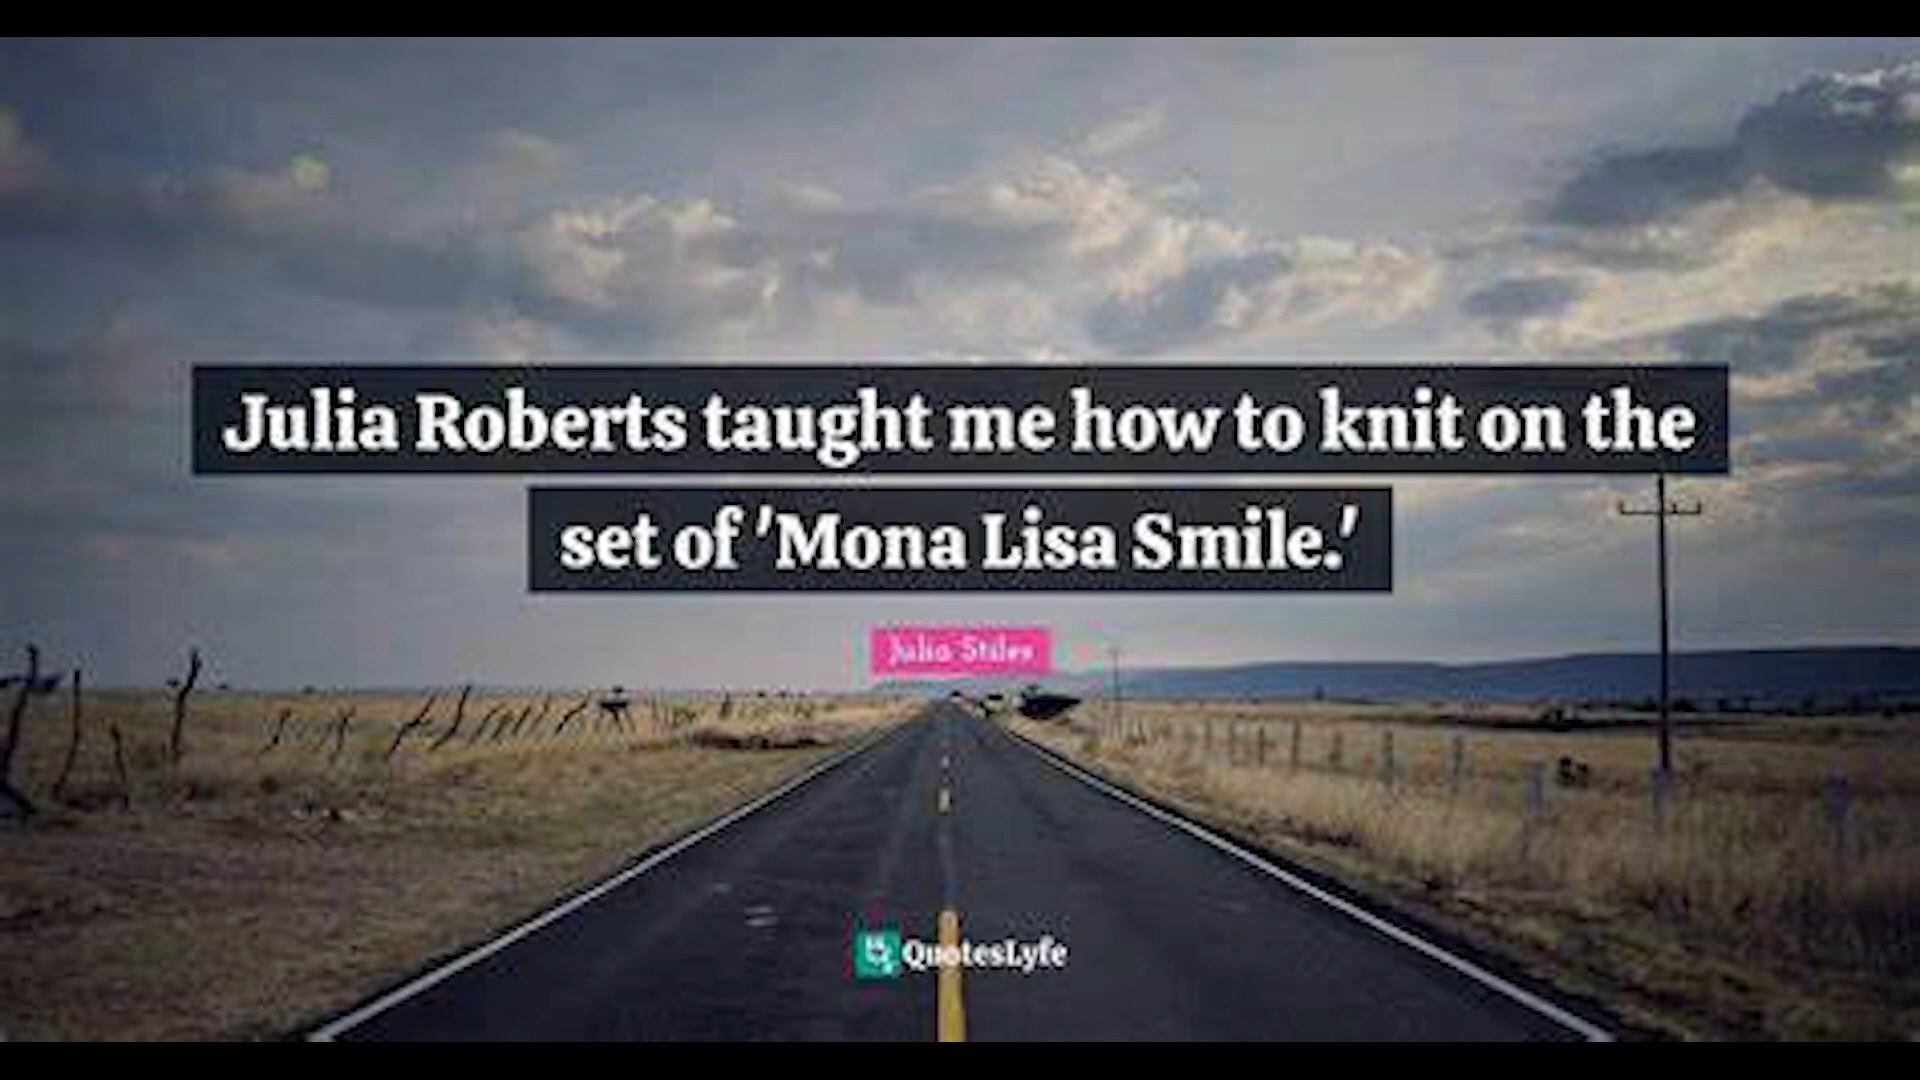 Julia Roberts taught me how to knit on the
set of 'Mona Lisa Smile.'
Julia Stiles
QuotesLyfe